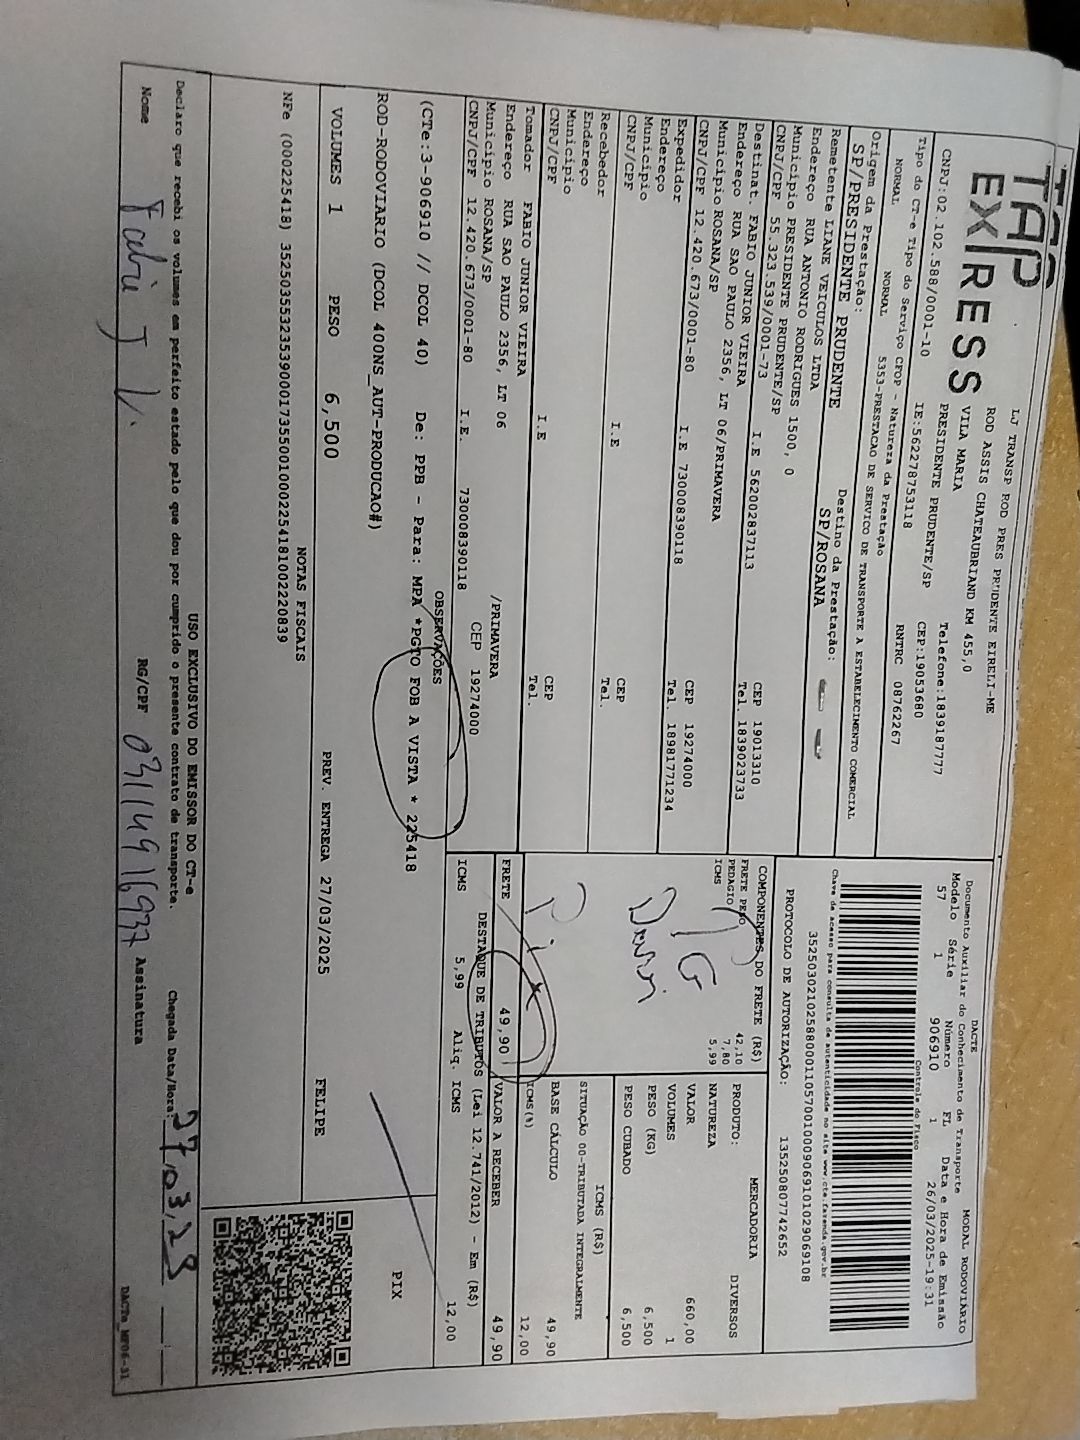 TAP
EXPRESS
LJ TRANSP ROD PRES PRUDENTE EIRELI-ME
ROD ASSIS CHATEAUBRIAND KM 455,0
VILA MARIA
PRESIDENTE PRUDENTE/SP
Telefone:1839187777
CEP:19053680
CNPJ:02.102.588/0001-10
IE:562278753118
RNTRC 08762267
Tipo do CT-e Tipo do Serviço CFOP - Natureza da Prestação
NORMAL NORMAL 5353-PRESTACAO DE SERVICO DE TRANSPORTE A ESTABELECIMENTO COMERCIAL
Origem da Prestação: Destino da Prestação:
SP/PRESIDENTE PRUDENTE SP/ROSANA
DACTE
MODAL RODOVIÁRIO
Documento Auxiliar do Conhecimento de Transporte
Modelo Série Número FL Data e Hora de Emissão
57 1 906910 1 26/03/2025-19:31
Controle do Fisco
Chave de acesso para consulta de autenticidade no site www.cte.fazenda.gov.br
35250302102588000110570010009069101029069108
PROTOCOLO DE AUTORIZAÇÃO: 135250807742652
Remetente LIANE VEICULOS LTDA
Endereço RUA ANTONIO RODRIGUES 1500, 0
Município PRESIDENTE PRUDENTE/SP CEP 19013310
CNPJ/CPF 55.323.539/0001-73 I.E 562002837113 Tel. 1839023733
Destinat. FABIO JUNIOR VIEIRA
Endereço RUA SAO PAULO 2356, LT 06/PRIMAVERA
Município ROSANA/SP CEP 19274000
CNPJ/CPF 12.420.673/0001-80 I.E 730008390118 Tel. 18981771234
Expedidor
Endereço
Município CEP
CNPJ/CPF I.E Tel.
Recebedor
Endereço
Município CEP
CNPJ/CPF I.E Tel.
Tomador FABIO JUNIOR VIEIRA
Endereço RUA SAO PAULO 2356, LT 06 /PRIMAVERA
Município ROSANA/SP CEP 19274000
CNPJ/CPF 12.420.673/0001-80 I.E. 730008390118
COMPONENTES DO FRETE (R$)
FRETE PESO 42,10
PEDAGIO 7,80
ICMS 5,99
PG
Pix
FRETE 49,90
PRODUTO: MERCADORIA
NATUREZA DIVERSOS
VALOR 660,00
VOLUMES 1
PESO (KG) 6,500
PESO CUBADO 6,500
ICMS (R$)
SITUAÇÃO 00-TRIBUTADA INTEGRALMENTE
BASE CÁLCULO 49,90
ICMS(%) 12,00
VALOR A RECEBER 49,90
DESTAQUE DE TRIBUTOS (Lei 12.741/2012) - Em (R$)
ICMS 5,99 Aliq. ICMS 12,00
OBSERVAÇÕES
(CTe:3-906910 // DCOL 40) De: PPB - Para: MPA *PGTO FOB A VISTA * 225418
ROD-RODOVIARIO (DCOL 400NS_AUT-PRODUCAO#)
PIX
VOLUMES 1 PESO 6,500 PREV. ENTREGA 27/03/2025 FELIPE
NOTAS FISCAIS
NFe (000225418) 35250355323539000173550010002254181002220839
USO EXCLUSIVO DO EMISSOR DO CT-e
Declaro que recebi os volumes em perfeito estado pelo que dou por cumprido o presente contrato de transporte. Chegada Data/Hora: 27,03,25
Nome Fabio J V. RG/CPF 03114916937 Assinatura